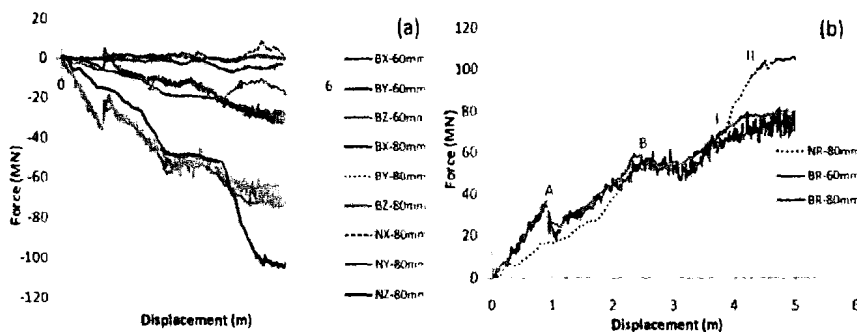 (a)
20
0
-20
-40
-60
-80
-100
-120
0
6
Force (MN)
Displacement (m)
BX-60mm
BY-60mm
BZ-60mm
BX-80mm
BY-80mm
BZ-80mm
NX-80mm
NY-80mm
NZ-80mm
(b)
120
100
80
60
40
20
0
0 1 2 3 4 5 6
Force (MN)
Displacement (m)
A
B
I
II
NR-80mm
BR-60mm
BR-80mm